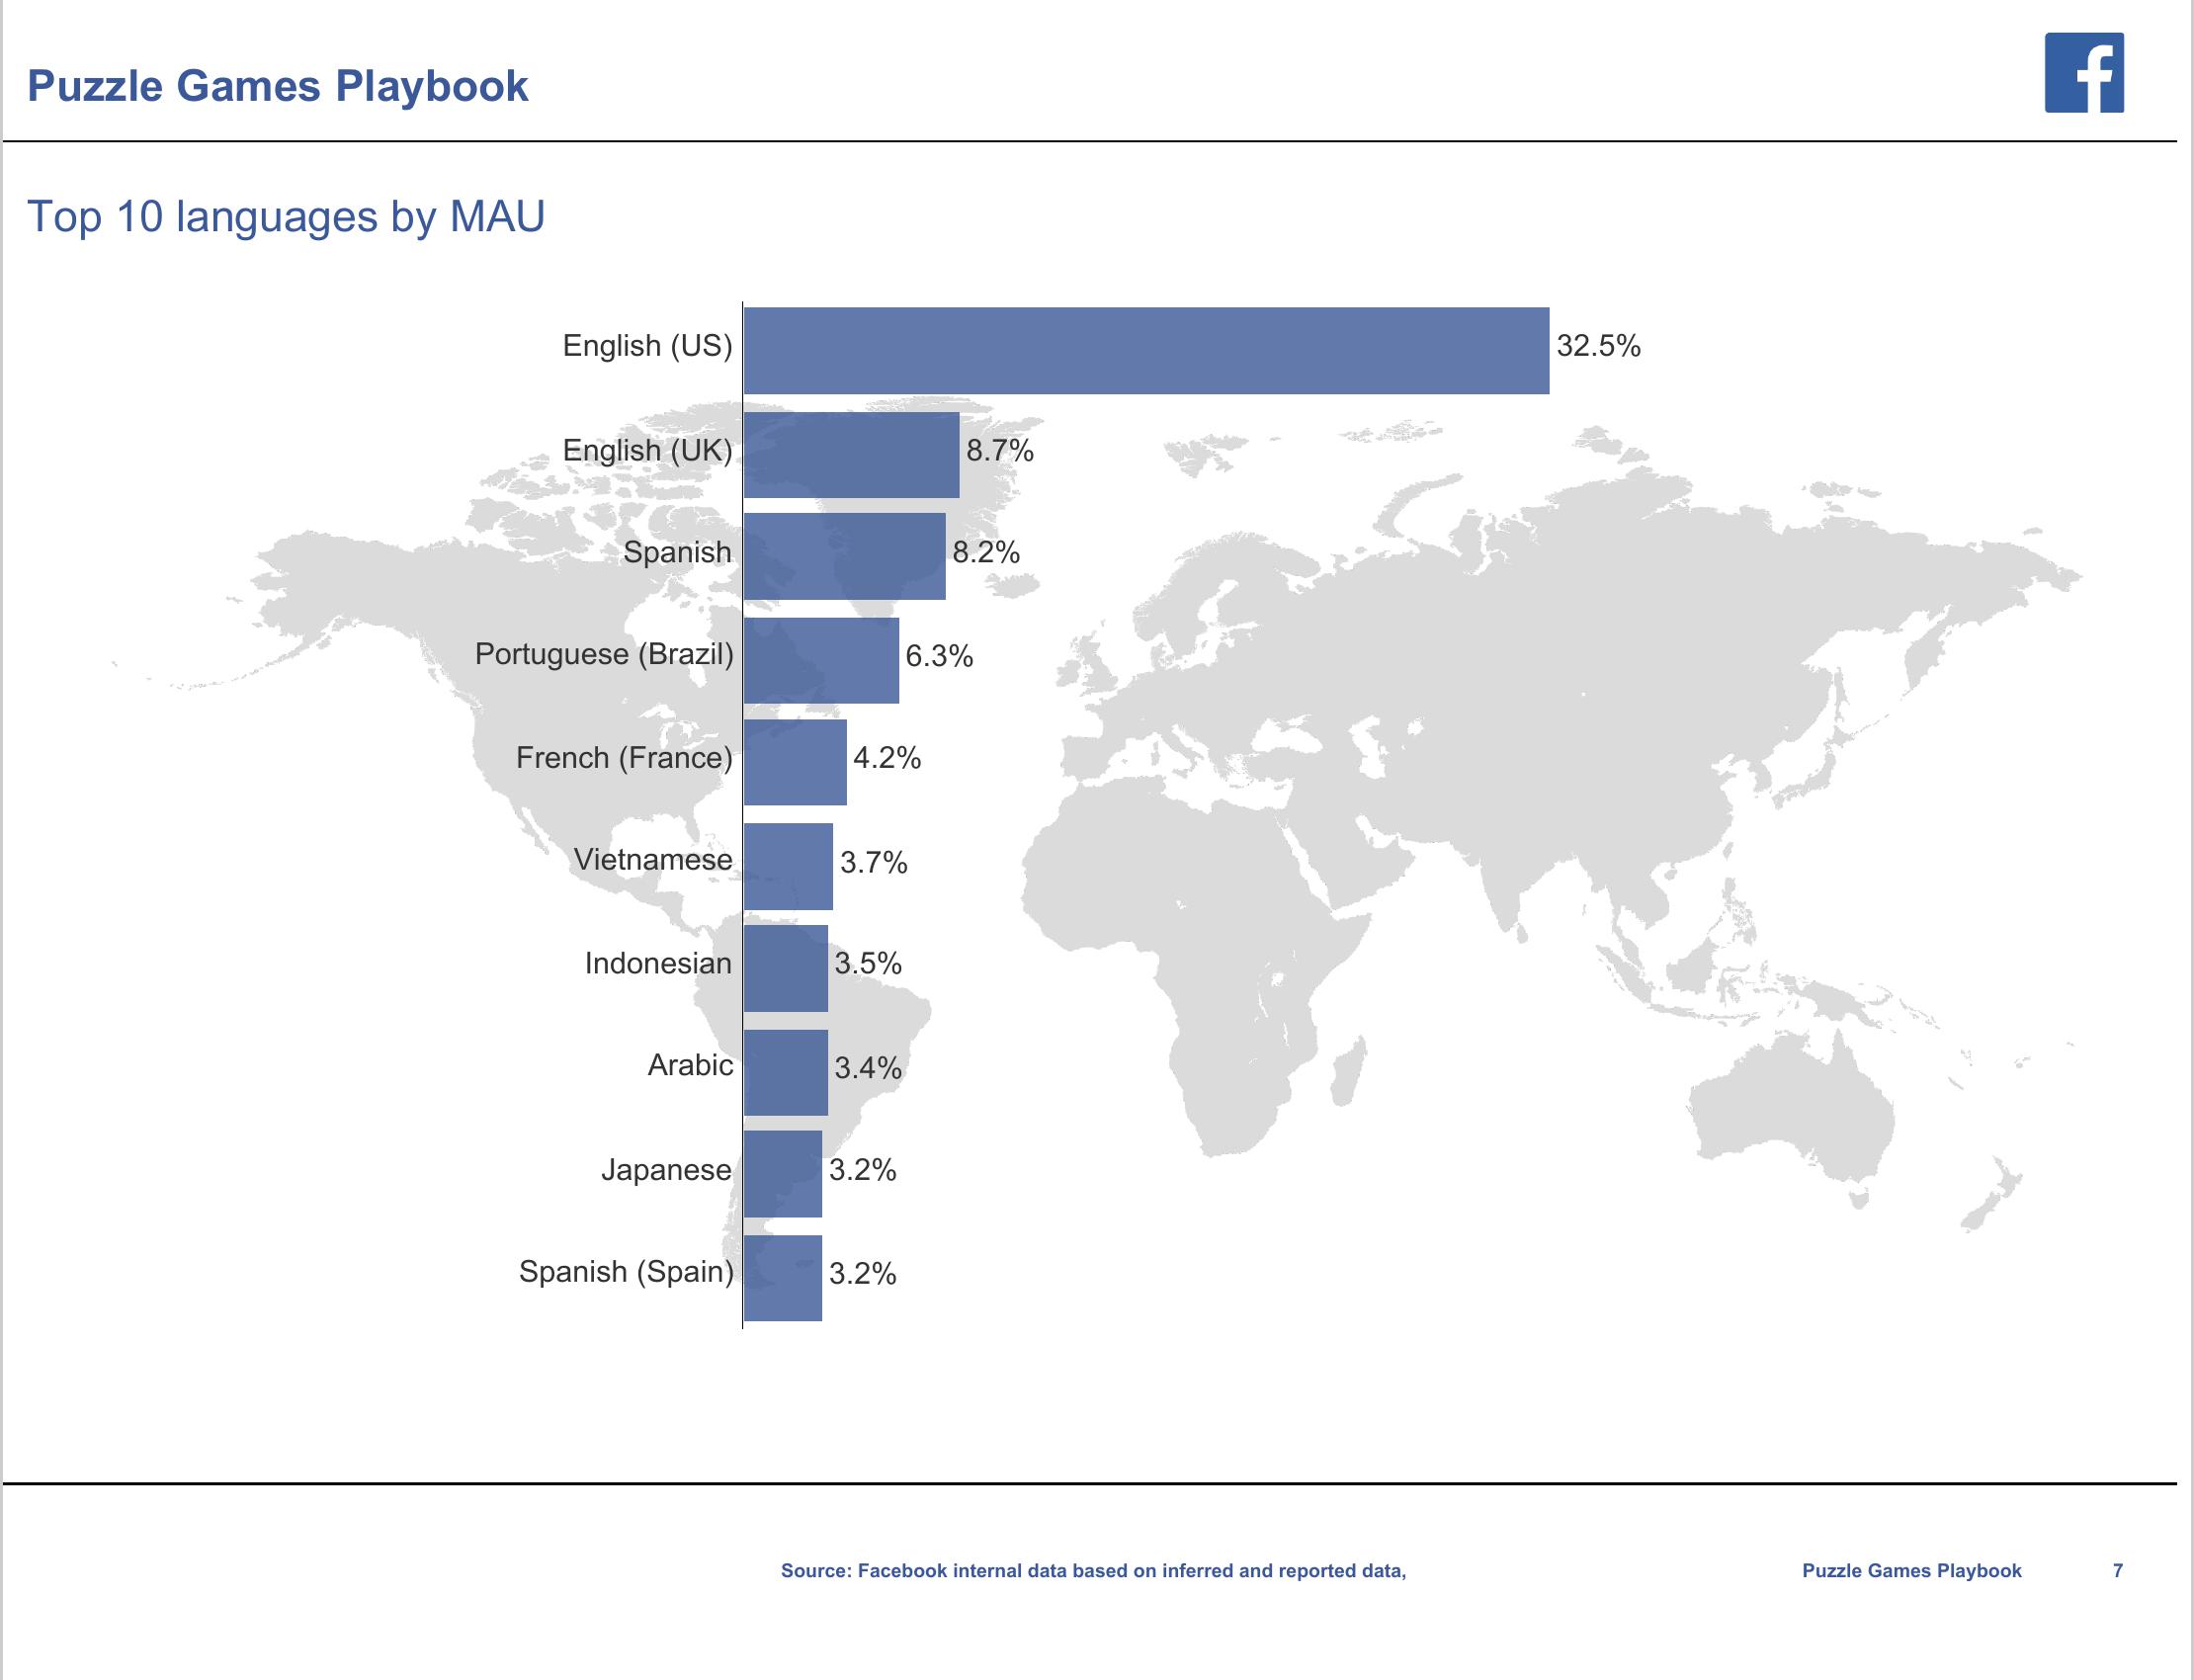 Puzzle Games Playbook
Top 10 languages by MAU
English (US) 32.5%
English (UK) 8.7%
Spanish 8.2%
Portuguese (Brazil) 6.3%
French (France) 4.2%
Vietnamese 3.7%
Indonesian 3.5%
Arabic 3.4%
Japanese 3.2%
Spanish (Spain) 3.2%
Source: Facebook internal data based on inferred and reported data, Puzzle Games Playbook 7